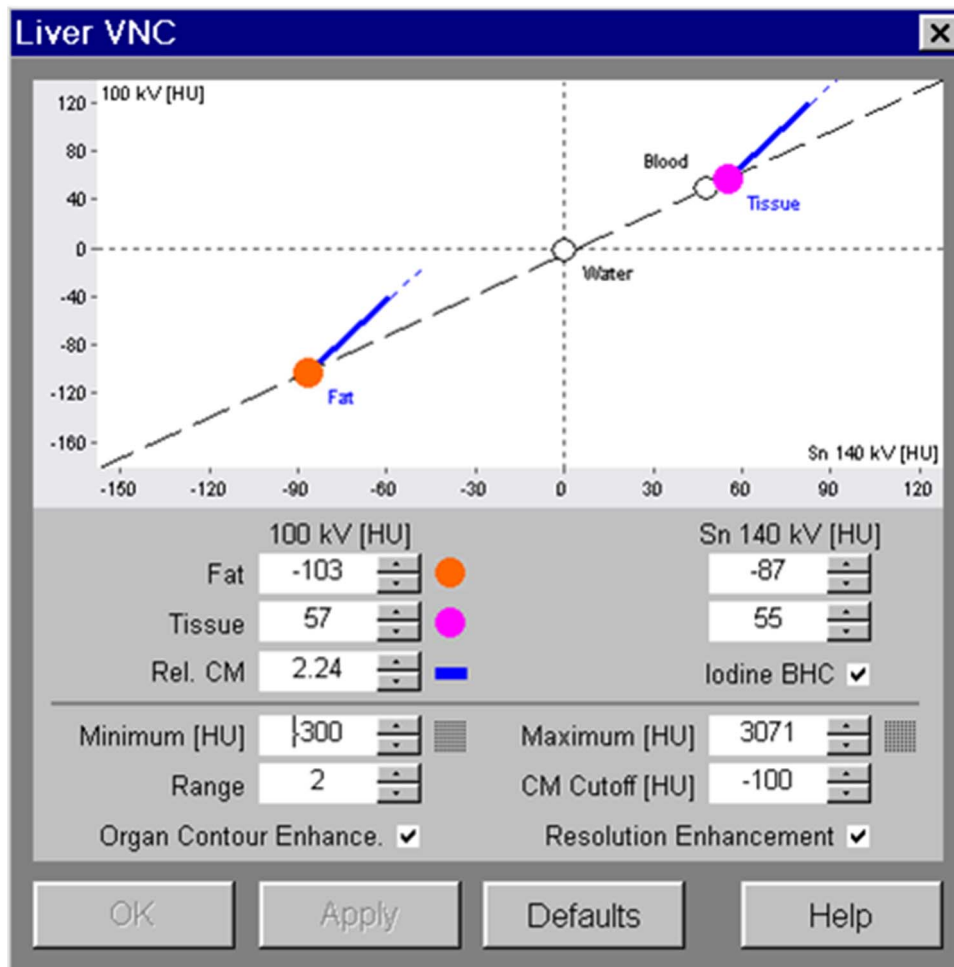 Liver VNC
100 kV [HU]
120
80
40
0
-40
-80
-120
-160
Blood
Tissue
Water
Fat
Sn 140 kV [HU]
-150 -120 -90 -60 -30 0 30 60 90 120
100 kV [HU] Sn 140 kV [HU]
Fat -103 -87
Tissue 57 55
Rel. CM 2.24 Iodine BHC
Minimum [HU] -300 Maximum [HU] 3071
Range 2 CM Cutoff [HU] -100
Organ Contour Enhance. Resolution Enhancement
OK Apply Defaults Help